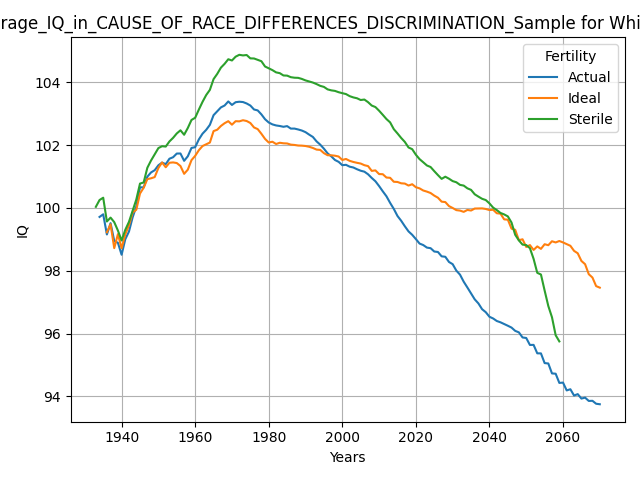 rage_IQ_in_CAUSE_OF_RACE_DIFFERENCES_DISCRIMINATION_Sample for Whi
Fertility
Actual
Ideal
Sterile
IQ
104
102
100
98
96
94
1940 1960 1980 2000 2020 2040 2060
Years